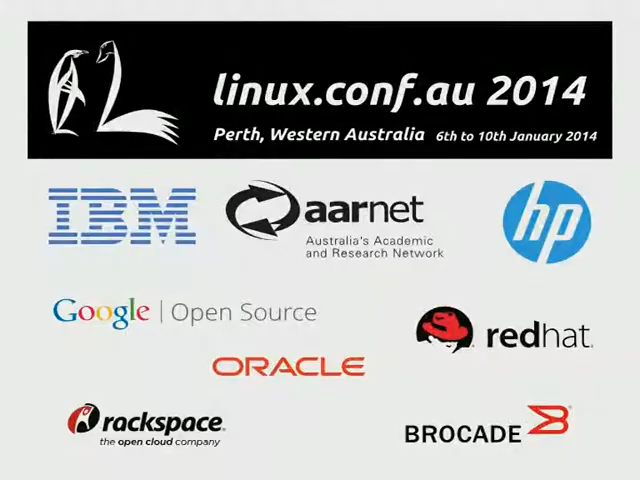 linux.conf.au 2014
Perth, Western Australia 6th to 10th January 2014
IBM
aarnet
Australia's Academic
and Research Network
hp
Google | Open Source
redhat.
ORACLE
rackspace
the open cloud company
BROCADE